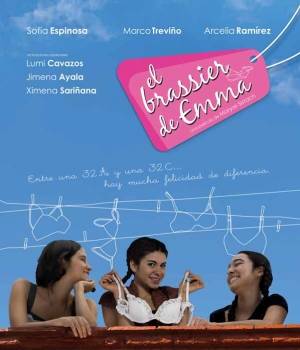 Sofía Espinosa
Marco Treviño
Arcelia Ramírez
Lumi Cavazos
Jimena Ayala
Ximena Sariñana
el
brassier
de Emma
Entre una 32A y una 32C...
hay mucha felicidad de diferencia.